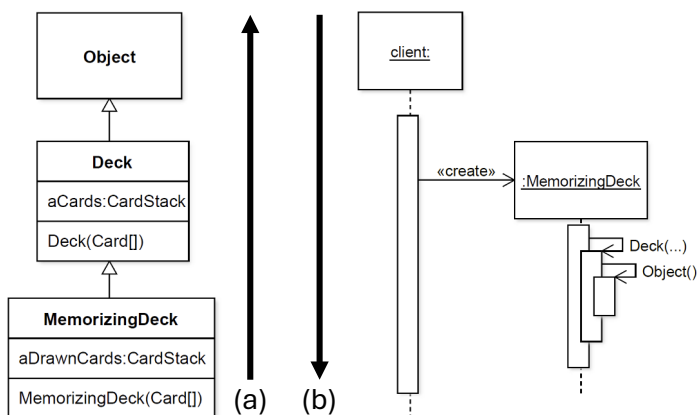 Object
Deck
aCards:CardStack
Deck(Card[])
MemorizingDeck
aDrawnCards:CardStack
MemorizingDeck(Card[])
(a)
(b)
client:
«create»
:MemorizingDeck
Deck(...)
Object()